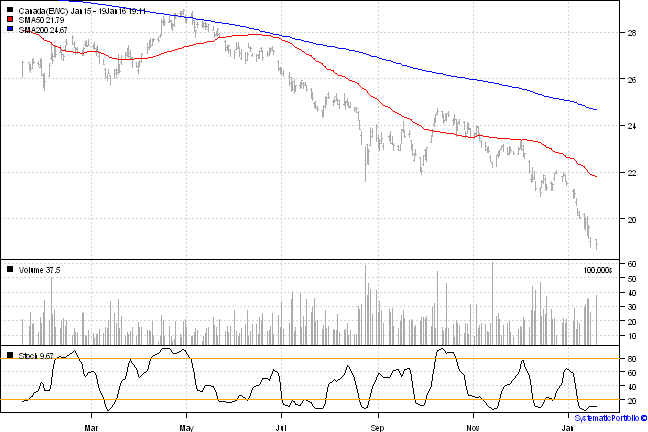 Canada(EWC) Jan15 - 19Jan16 19:11
SMA50 21.79
SMA200 24.67
28
26
24
22
20
Volume 37.5
100,000s
60
50
40
30
20
10
Stoch 9.67
80
60
40
20
Mar
May
Jul
Sep
Nov
Jan
SystematicPortfolio ©